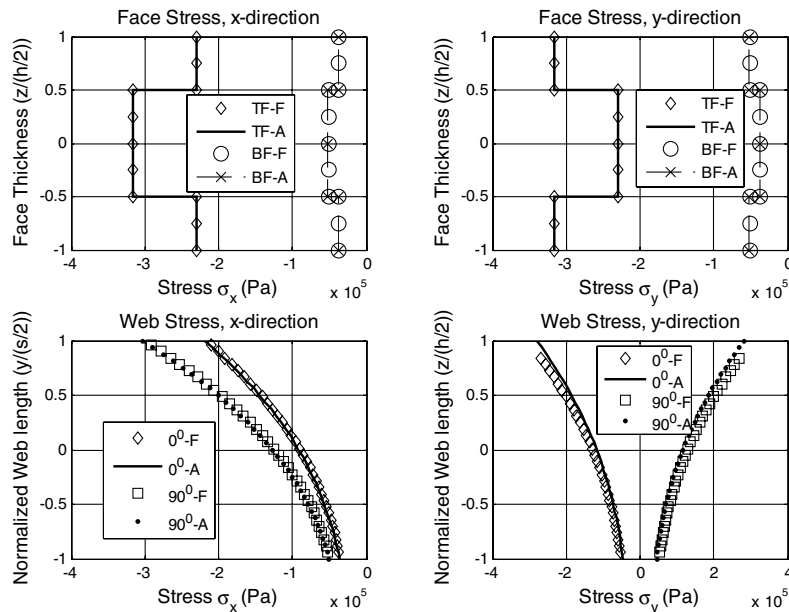 Face Stress, x-direction
Face Thickness (z/(h/2))
1
0.5
0
-0.5
-1
TF-F
TF-A
BF-F
BF-A
-4 -3 -2 -1 0
Stress σx (Pa)
x 10^5
Face Stress, y-direction
Face Thickness (z/(h/2))
1
0.5
0
-0.5
-1
TF-F
TF-A
BF-F
BF-A
-4 -3 -2 -1 0
Stress σy (Pa)
x 10^5
Web Stress, x-direction
Normalized Web length (y/(s/2))
1
0.5
0
-0.5
-1
0^0-F
0^0-A
90^0-F
90^0-A
-4 -3 -2 -1 0
Stress σx (Pa)
x 10^5
Web Stress, y-direction
Normalized Web length (z/(h/2))
1
0.5
0
-0.5
-1
0^0-F
0^0-A
90^0-F
90^0-A
-4 -2 0 2 4
Stress σy (Pa)
x 10^5